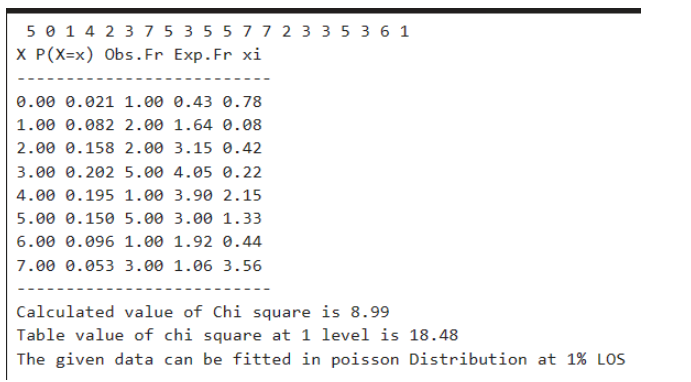 5 0 1 4 2 3 7 5 3 5 5 7 7 2 3 3 5 3 6 1
X P(X=x) Obs.Fr Exp.Fr xi
---------------------------
0.00 0.021 1.00 0.43 0.78
1.00 0.082 2.00 1.64 0.08
2.00 0.158 2.00 3.15 0.42
3.00 0.202 5.00 4.05 0.22
4.00 0.195 1.00 3.90 2.15
5.00 0.150 5.00 3.00 1.33
6.00 0.096 1.00 1.92 0.44
7.00 0.053 3.00 1.06 3.56
---------------------------
Calculated value of Chi square is 8.99
Table value of chi square at 1 level is 18.48
The given data can be fitted in poisson Distribution at 1% LOS